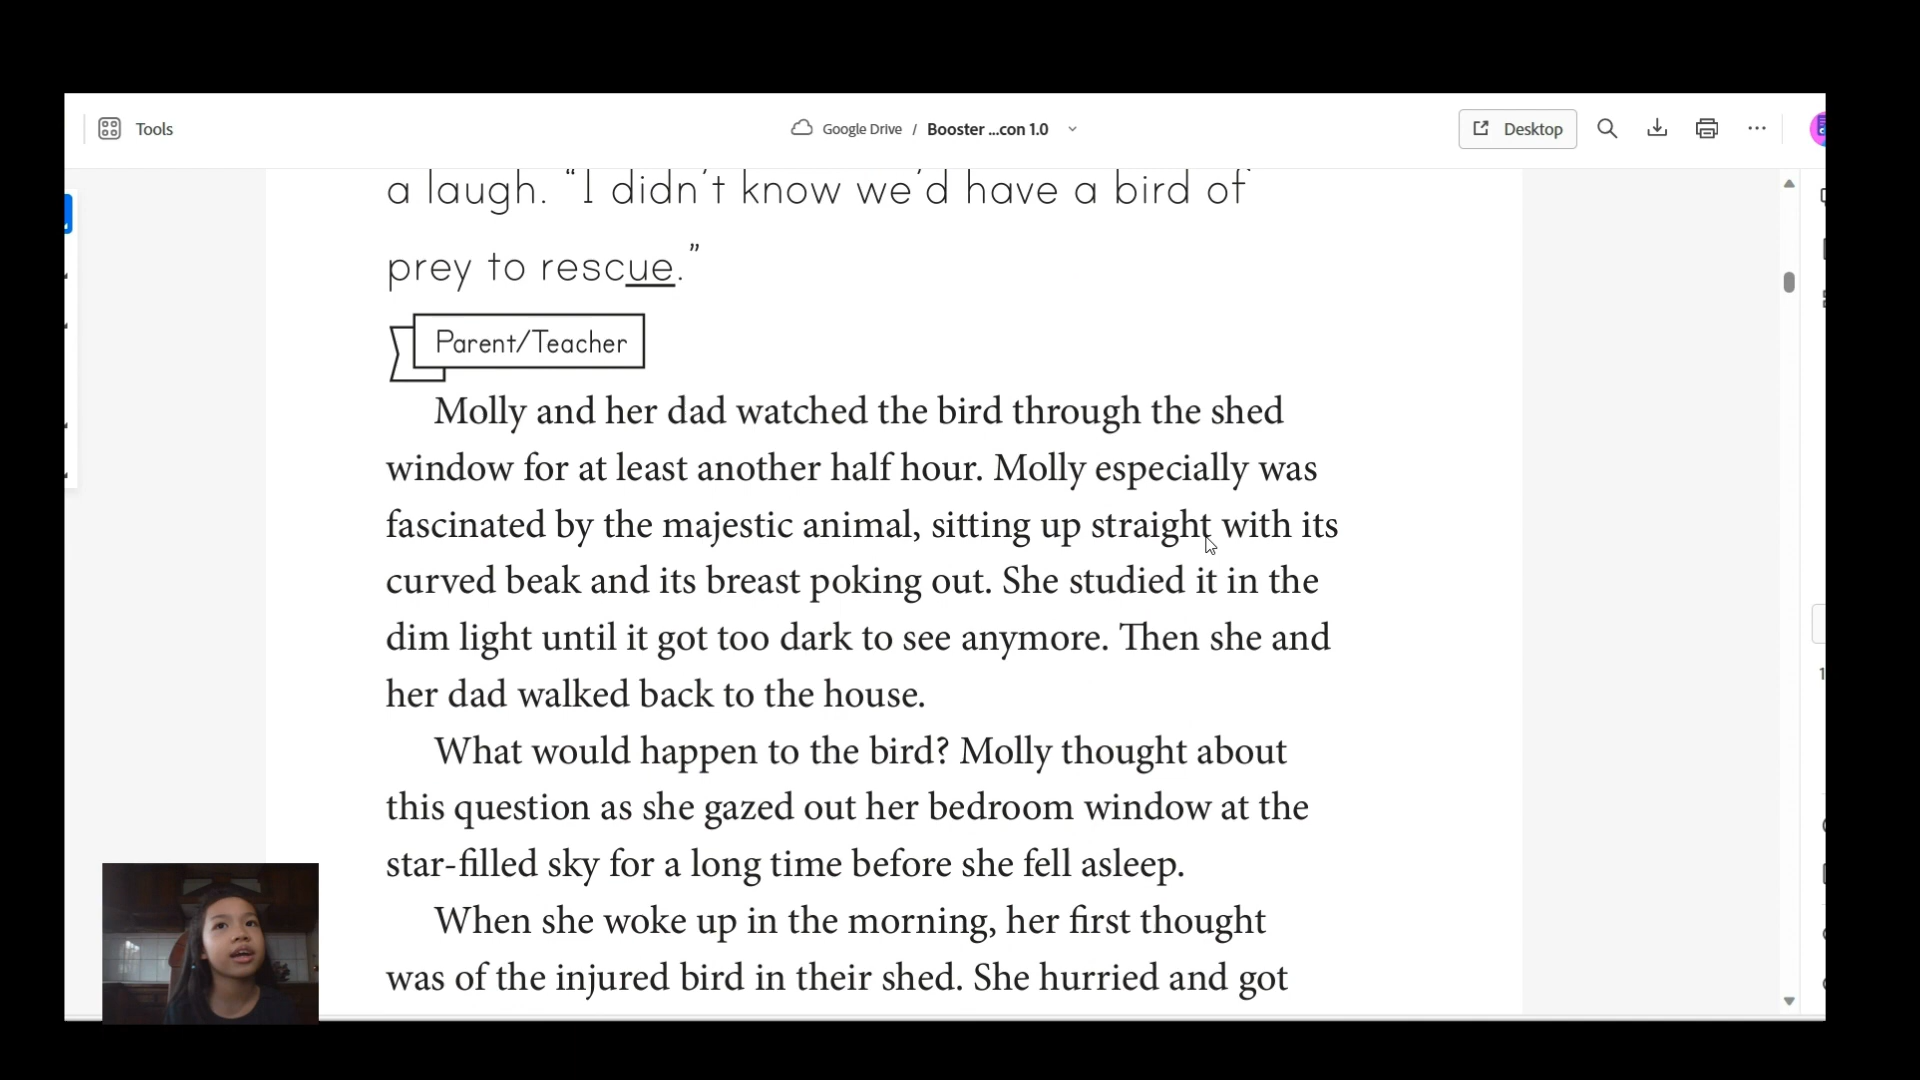 Tools
Google Drive / Booster ...con 1.0
Desktop
a laugh. “I didn’t know we’d have a bird of
prey to rescue.”
Parent/Teacher
Molly and her dad watched the bird through the shed
window for at least another half hour. Molly especially was
fascinated by the majestic animal, sitting up straight with its
curved beak and its breast poking out. She studied it in the
dim light until it got too dark to see anymore. Then she and
her dad walked back to the house.
What would happen to the bird? Molly thought about
this question as she gazed out her bedroom window at the
star-filled sky for a long time before she fell asleep.
When she woke up in the morning, her first thought
was of the injured bird in their shed. She hurried and got